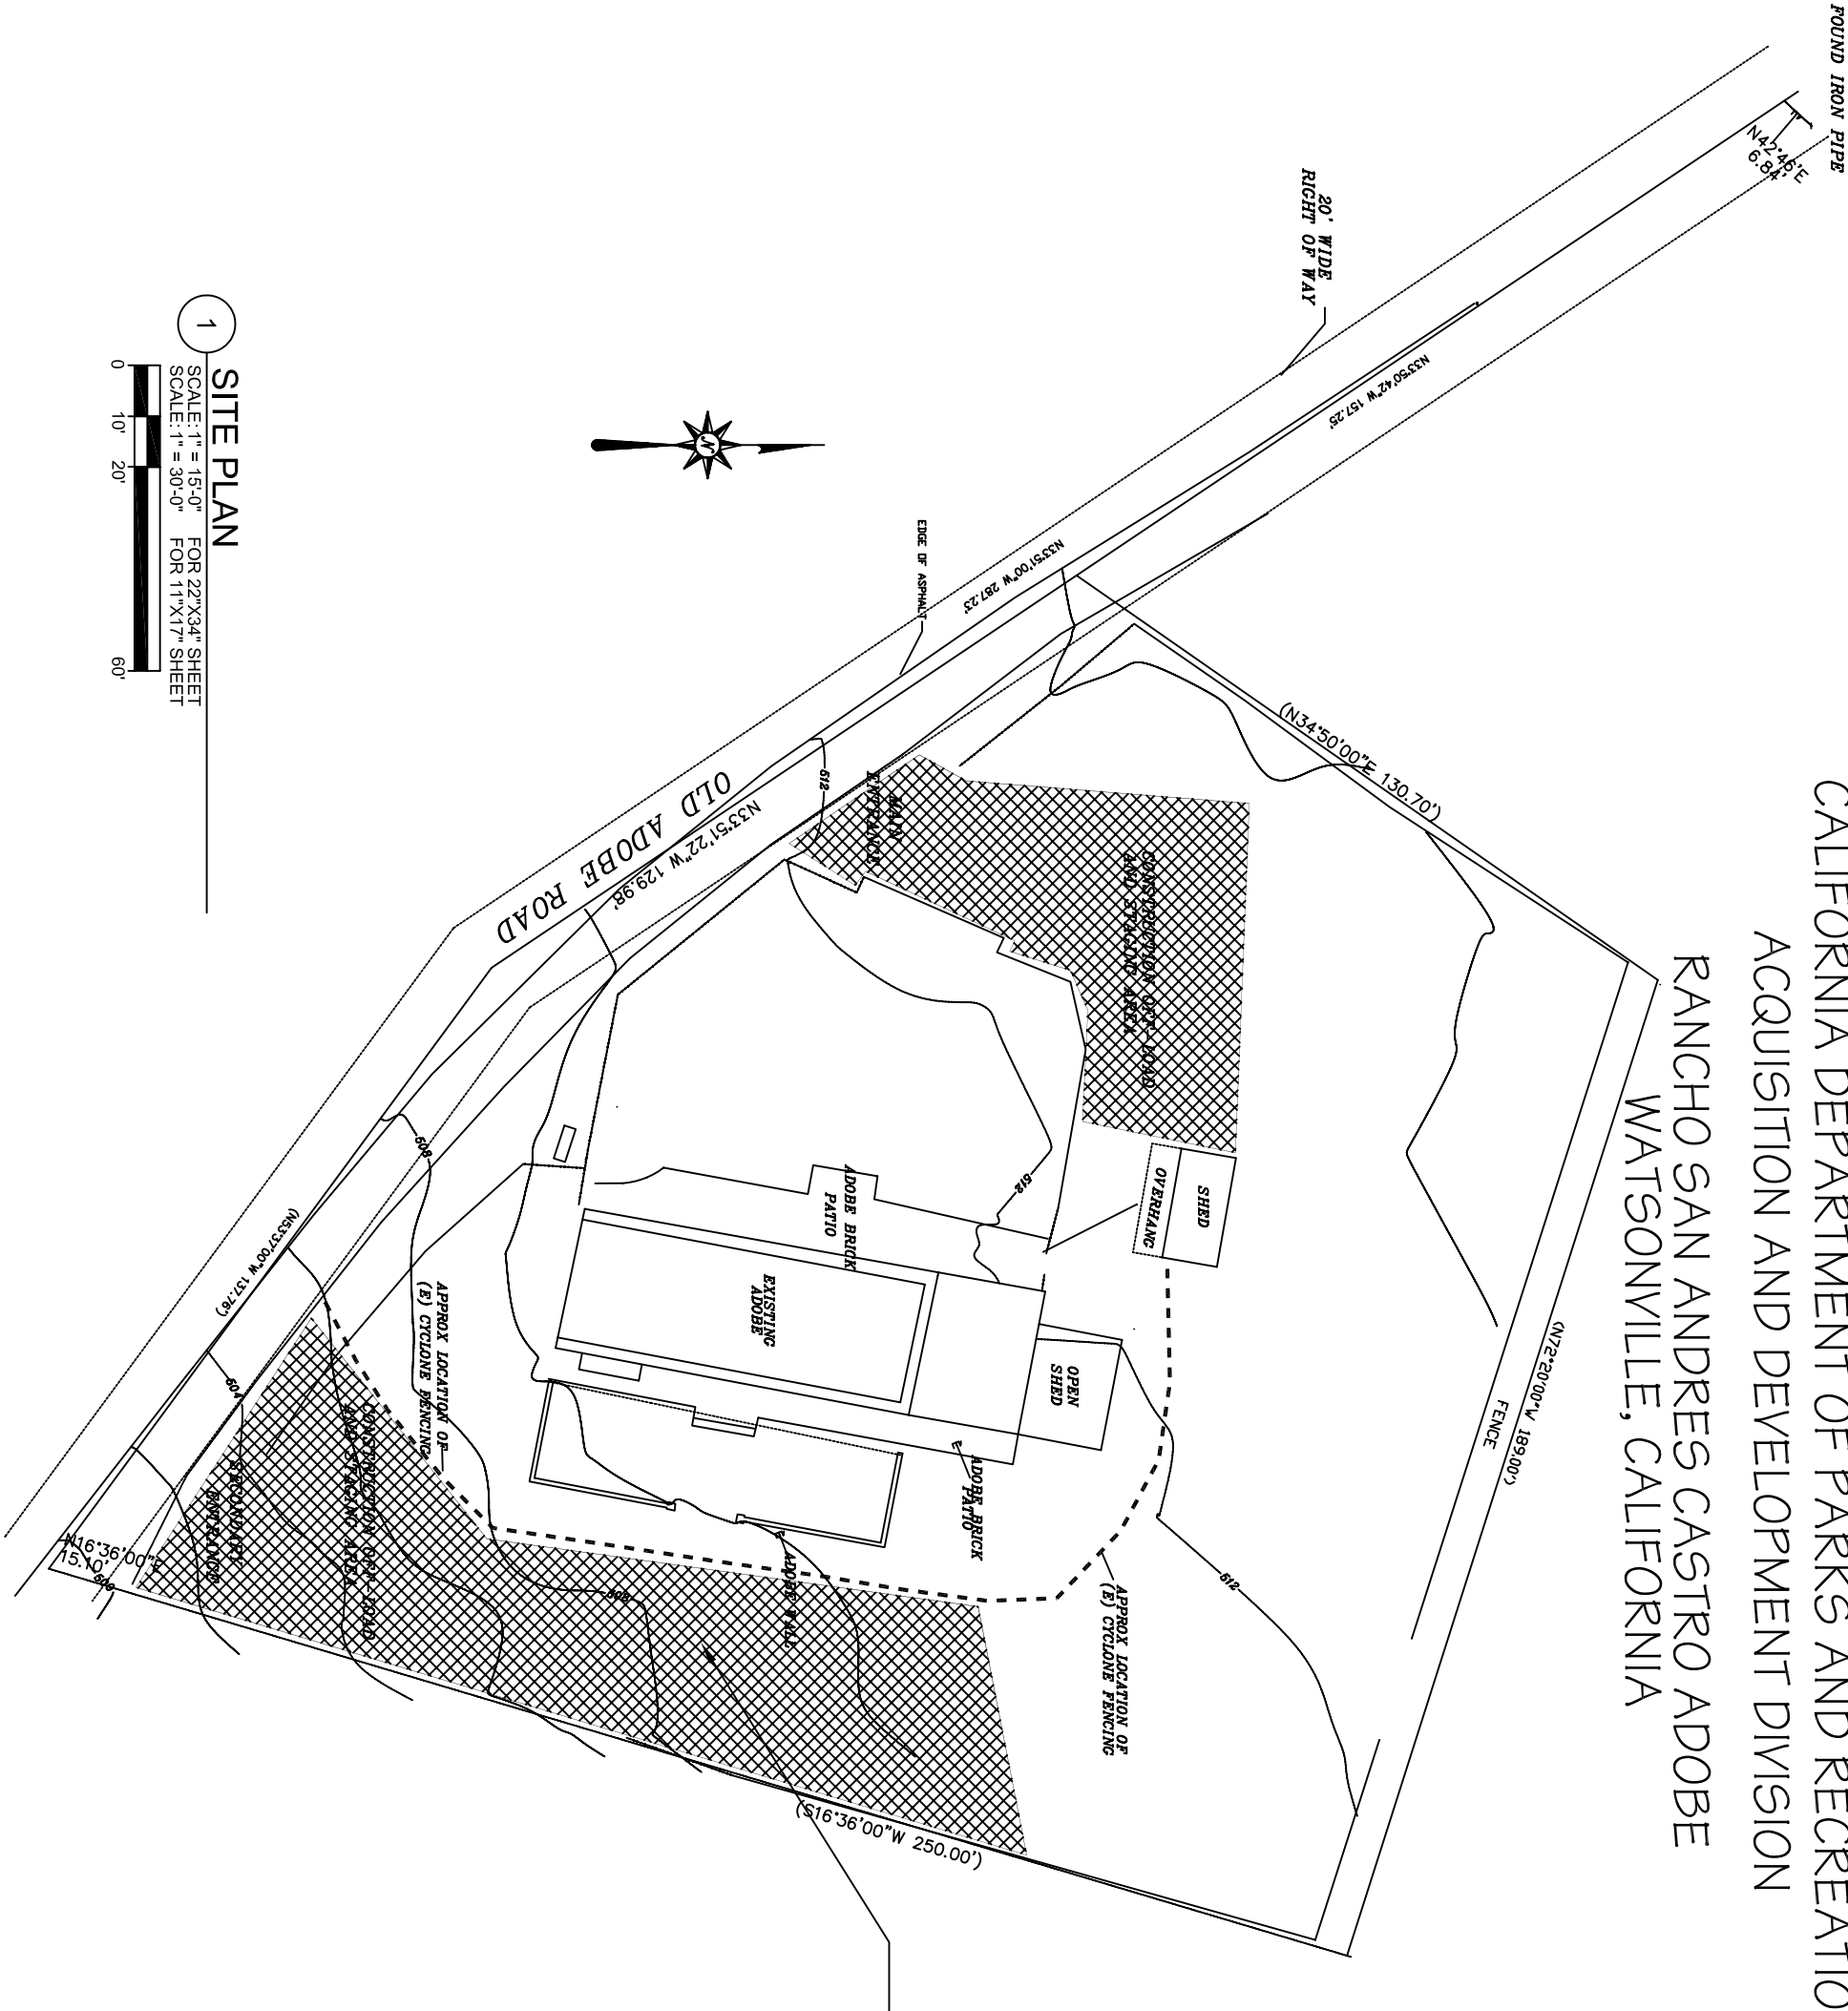 FOUND IRON PIPE
CALIFORNIA DEPARTMENT OF PARKS AND RECREATIO
ACQUISITION AND DEVELOPMENT DIVISION
RANCHO SAN ANDRES CASTRO ADOBE
WATSONVILLE, CALIFORNIA
N42°46'E
6.84'
20' WIDE
RIGHT OF WAY
N33°50'42"W 157.25'
N33°51'00"W 287.23'
EDGE OF ASPHALT
(N34°50'00"E 130.70')
(N72°20'00"W 189.00')
FENCE
OLD ADOBE ROAD
N33°51'22"W 129.98'
512
MAIN
ENTRANCE
CONSTRUCTION OFF-LOAD
AND STAGING AREA
SHED
OVERHANG
512
ADOBE BRICK
PATIO
EXISTING
ADOBE
OPEN
SHED
ADOBE BRICK
PATIO
ADOBE WALL
APPROX LOCATION OF
(E) CYCLONE FENCING
512
608
APPROX LOCATION OF
(E) CYCLONE FENCING
(N53°37'00"W 137.76')
604
CONSTRUCTION OFF-LOAD
AND STAGING AREA
508
SECONDARY
ENTRANCE
N16°36'00"E
15.10'
600
(S16°36'00"W 250.00')
N
1
SITE PLAN
SCALE: 1" = 15'-0" FOR 22"X34" SHEET
SCALE: 1" = 30'-0" FOR 11"X17" SHEET
0 10' 20' 60'